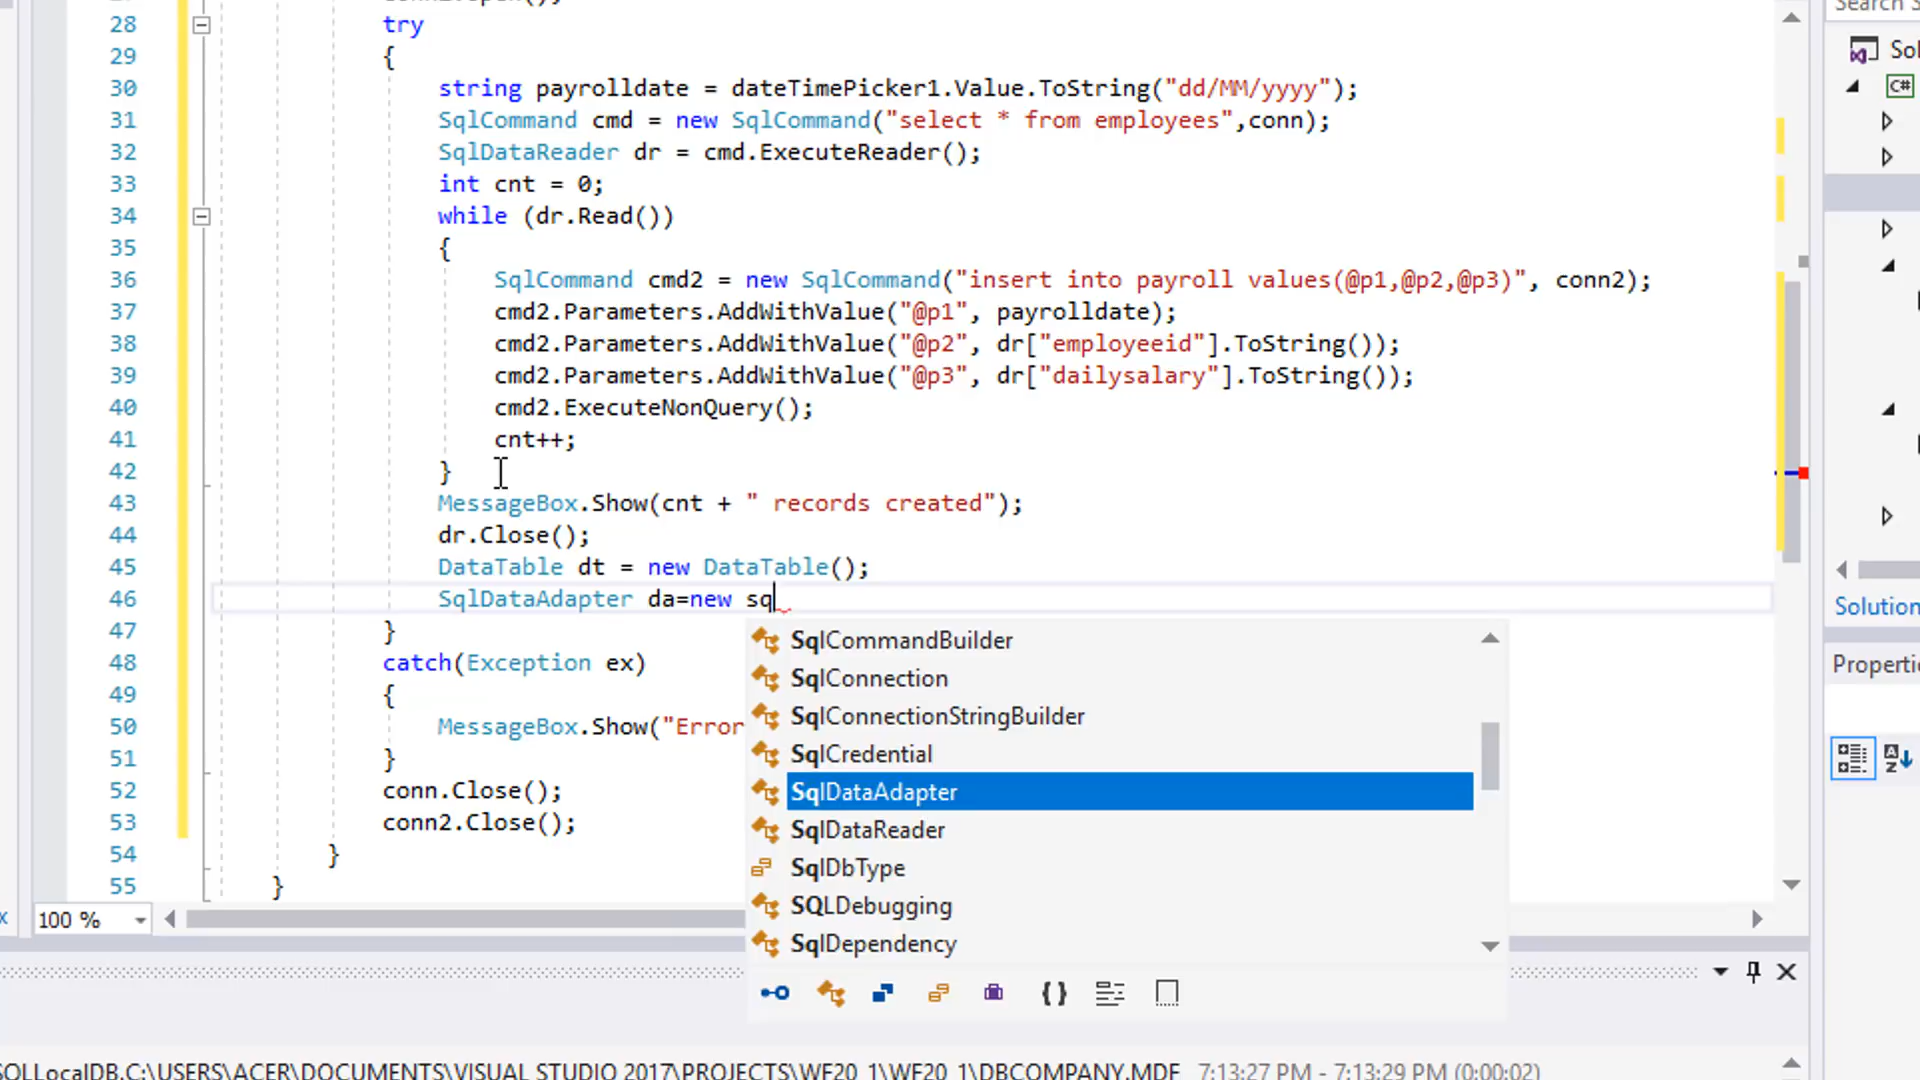 Search S
28 try
29 {
30 string payrolldate = dateTimePicker1.Value.ToString("dd/MM/yyyy");
31 SqlCommand cmd = new SqlCommand("select * from employees",conn);
32 SqlDataReader dr = cmd.ExecuteReader();
33 int cnt = 0;
34 while (dr.Read())
35 {
36 SqlCommand cmd2 = new SqlCommand("insert into payroll values(@p1,@p2,@p3)", conn2);
37 cmd2.Parameters.AddWithValue("@p1", payrolldate);
38 cmd2.Parameters.AddWithValue("@p2", dr["employeeid"].ToString());
39 cmd2.Parameters.AddWithValue("@p3", dr["dailysalary"].ToString());
40 cmd2.ExecuteNonQuery();
41 cnt++;
42 }
43 MessageBox.Show(cnt + " records created");
44 dr.Close();
45 DataTable dt = new DataTable();
46 SqlDataAdapter da=new sq
47 }
48 catch(Exception ex)
49 {
50 MessageBox.Show("Error
51 }
52 conn.Close();
53 conn2.Close();
54 }
55 }
SqlCommandBuilder
SqlConnection
SqlConnectionStringBuilder
SqlCredential
SqlDataAdapter
SqlDataReader
SqlDbType
SQLDebugging
SqlDependency
100 %
Sol
C#
Solution
Properti
SQLLocalDB.C:\USERS\ACER\DOCUMENTS\VISUAL STUDIO 2017\PROJECTS\WF20_1\WF20_1\DBCOMPANY.MDF 7:13:27 PM - 7:13:29 PM (0:00:02)